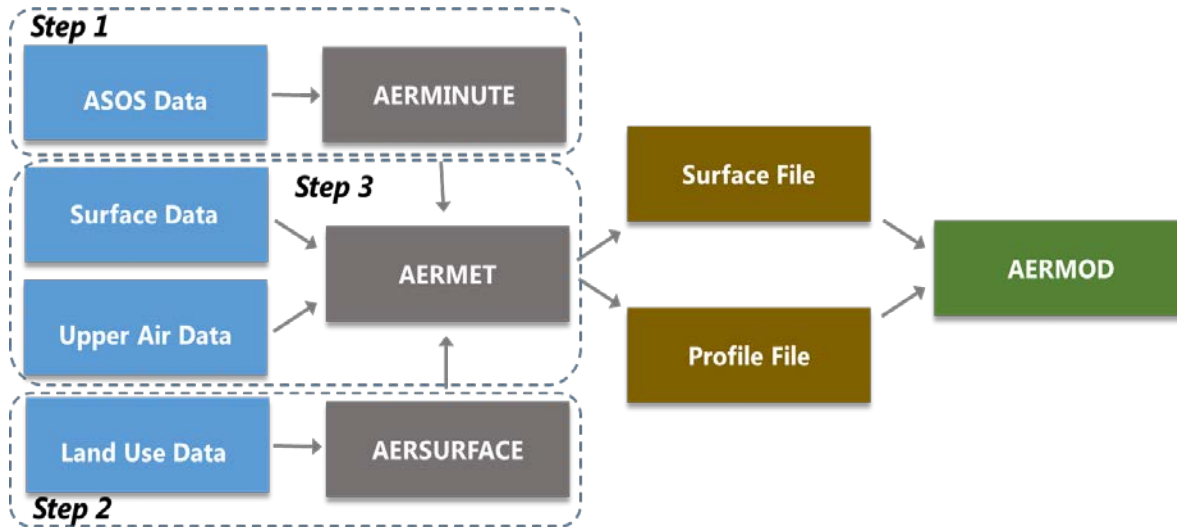 Step 1
ASOS Data
AERMINUTE
Step 3
Surface Data
Upper Air Data
AERMET
Surface File
Profile File
AERMOD
Land Use Data
AERSURFACE
Step 2